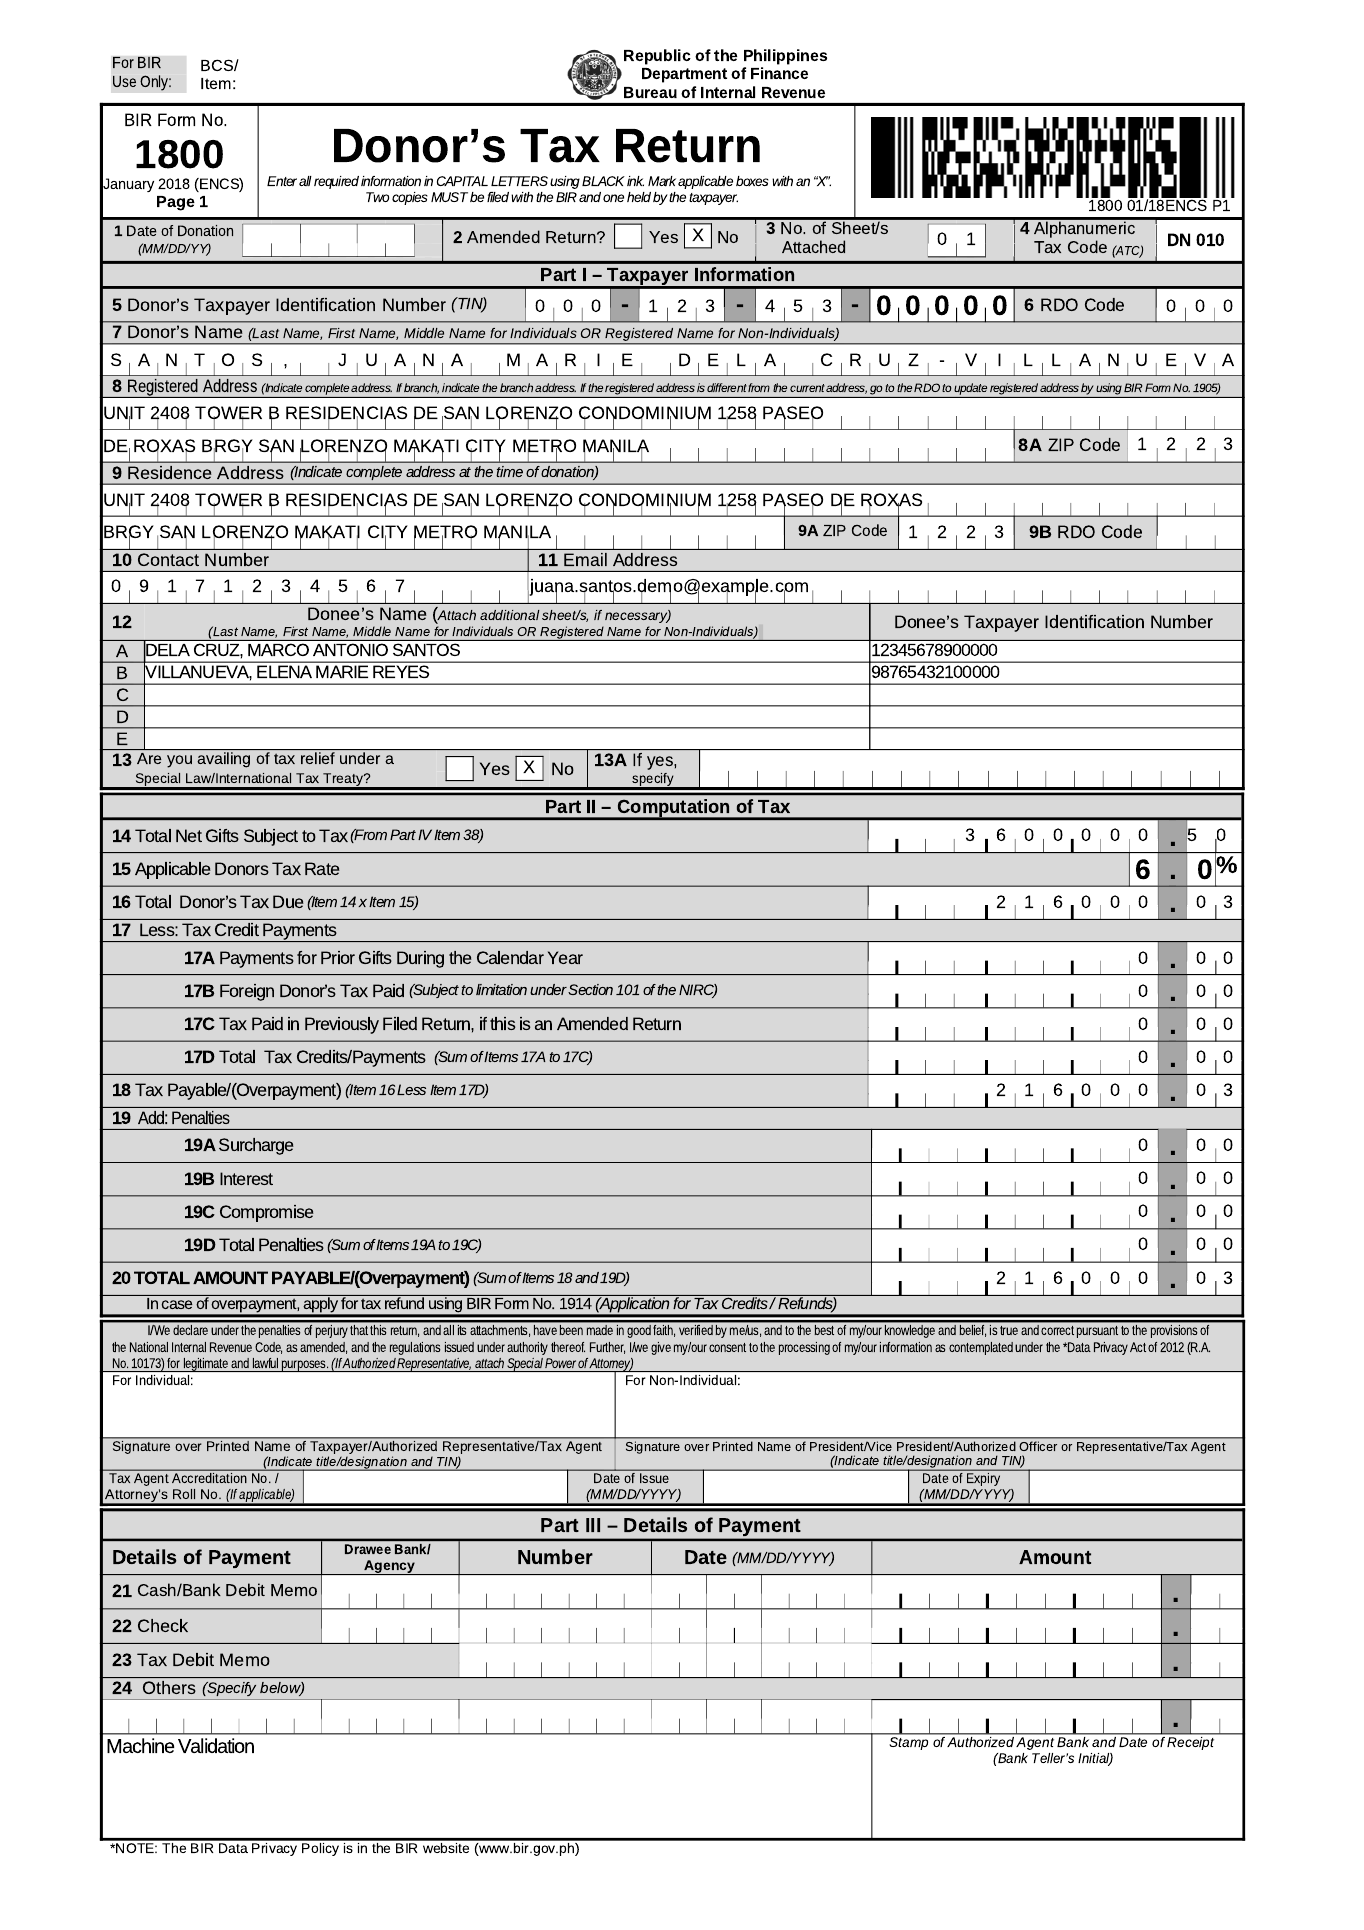 For BIR
Use Only:
BCS/
Item:
Republic of the Philippines
Department of Finance
Bureau of Internal Revenue
BIR Form No.
1800
January 2018 (ENCS)
Page 1
Donor’s Tax Return
Enter all required information in CAPITAL LETTERS using BLACK ink. Mark applicable boxes with an “X”.
Two copies MUST be filed with the BIR and one held by the taxpayer.
1800 01/18ENCS P1
1 Date of Donation
(MM/DD/YY)
2 Amended Return? Yes X No
3 No. of Sheet/s
Attached
0 1
4 Alphanumeric
Tax Code (ATC)
DN 010
Part I – Taxpayer Information
5 Donor’s Taxpayer Identification Number (TIN) 0 0 0 - 1 2 3 - 4 5 3 - 0 0 0 0 0 6 RDO Code 0 0 0
7 Donor’s Name (Last Name, First Name, Middle Name for Individuals OR Registered Name for Non-Individuals)
SANTOS, JUANA MARIE DELA CRUZ-VILLANUEVA
8 Registered Address (Indicate complete address. If branch, indicate the branch address. If the registered address is different from the current address, go to the RDO to update registered address by using BIR Form No. 1905)
UNIT 2408 TOWER B RESIDENCIAS DE SAN LORENZO CONDOMINIUM 1258 PASEO
DE ROXAS BRGY SAN LORENZO MAKATI CITY METRO MANILA 8A ZIP Code 1 2 2 3
9 Residence Address (Indicate complete address at the time of donation)
UNIT 2408 TOWER B RESIDENCIAS DE SAN LORENZO CONDOMINIUM 1258 PASEO DE ROXAS
BRGY SAN LORENZO MAKATI CITY METRO MANILA 9A ZIP Code 1 2 2 3 9B RDO Code
10 Contact Number 11 Email Address
0 9 1 7 1 2 3 4 5 6 7 juana.santos.demo@example.com
12 Donee’s Name (Attach additional sheet/s, if necessary)
(Last Name, First Name, Middle Name for Individuals OR Registered Name for Non-Individuals)
Donee’s Taxpayer Identification Number
A DELA CRUZ, MARCO ANTONIO SANTOS 12345678900000
B VILLANUEVA, ELENA MARIE REYES 98765432100000
C
D
E
13 Are you availing of tax relief under a
Special Law/International Tax Treaty?
Yes X No
13A If yes,
specify
Part II – Computation of Tax
14 Total Net Gifts Subject to Tax (From Part IV Item 38) 3 6 0 0 0 0 0 . 5 0
15 Applicable Donors Tax Rate 6 . 0 %
16 Total Donor’s Tax Due (Item 14 x Item 15) 2 1 6 0 0 0 . 0 3
17 Less: Tax Credit Payments
17A Payments for Prior Gifts During the Calendar Year 0 . 0 0
17B Foreign Donor's Tax Paid (Subject to limitation under Section 101 of the NIRC) 0 . 0 0
17C Tax Paid in Previously Filed Return, if this is an Amended Return 0 . 0 0
17D Total Tax Credits/Payments (Sum of Items 17A to 17C) 0 . 0 0
18 Tax Payable/(Overpayment) (Item 16 Less Item 17D) 2 1 6 0 0 0 . 0 3
19 Add: Penalties
19A Surcharge 0 . 0 0
19B Interest 0 . 0 0
19C Compromise 0 . 0 0
19D Total Penalties (Sum of Items 19A to 19C) 0 . 0 0
20 TOTAL AMOUNT PAYABLE/(Overpayment) (Sum of Items 18 and 19D) 2 1 6 0 0 0 . 0 3
In case of overpayment, apply for tax refund using BIR Form No. 1914 (Application for Tax Credits / Refunds)
I/We declare under the penalties of perjury that this return, and all its attachments, have been made in good faith, verified by me/us, and to the best of my/our knowledge and belief, is true and correct pursuant to the provisions of
the National Internal Revenue Code, as amended, and the regulations issued under authority thereof. Further, I/we give my/our consent to the processing of my/our information as contemplated under the *Data Privacy Act of 2012 (R.A.
No. 10173) for legitimate and lawful purposes. (If Authorized Representative, attach Special Power of Attorney)
For Individual: For Non-Individual:
Signature over Printed Name of Taxpayer/Authorized Representative/Tax Agent
(Indicate title/designation and TIN)
Signature over Printed Name of President/Vice President/Authorized Officer or Representative/Tax Agent
(Indicate title/designation and TIN)
Tax Agent Accreditation No. /
Attorney’s Roll No. (If applicable)
Date of Issue
(MM/DD/YYYY)
Date of Expiry
(MM/DD/YYYY)
Part III – Details of Payment
Details of Payment
Drawee Bank/
Agency
Number
Date (MM/DD/YYYY)
Amount
21 Cash/Bank Debit Memo .
22 Check .
23 Tax Debit Memo .
24 Others (Specify below)
.
Machine Validation
Stamp of Authorized Agent Bank and Date of Receipt
(Bank Teller’s Initial)
*NOTE: The BIR Data Privacy Policy is in the BIR website (www.bir.gov.ph)